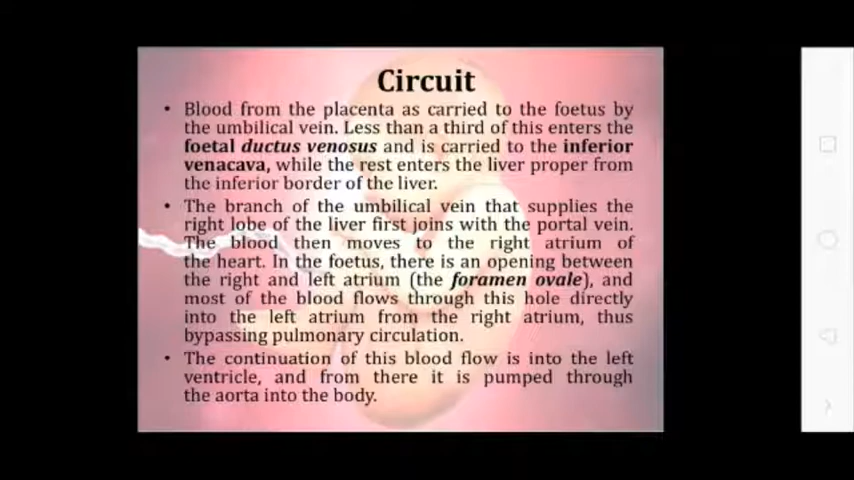 Circuit
• Blood from the placenta as carried to the foetus by
the umbilical vein. Less than a third of this enters the
foetal ductus venosus and is carried to the inferior
venacava, while the rest enters the liver proper from
the inferior border of the liver.
• The branch of the umbilical vein that supplies the
right lobe of the liver first joins with the portal vein.
The blood then moves to the right atrium of
the heart. In the foetus, there is an opening between
the right and left atrium (the foramen ovale), and
most of the blood flows through this hole directly
into the left atrium from the right atrium, thus
bypassing pulmonary circulation.
• The continuation of this blood flow is into the left
ventricle, and from there it is pumped through
the aorta into the body.